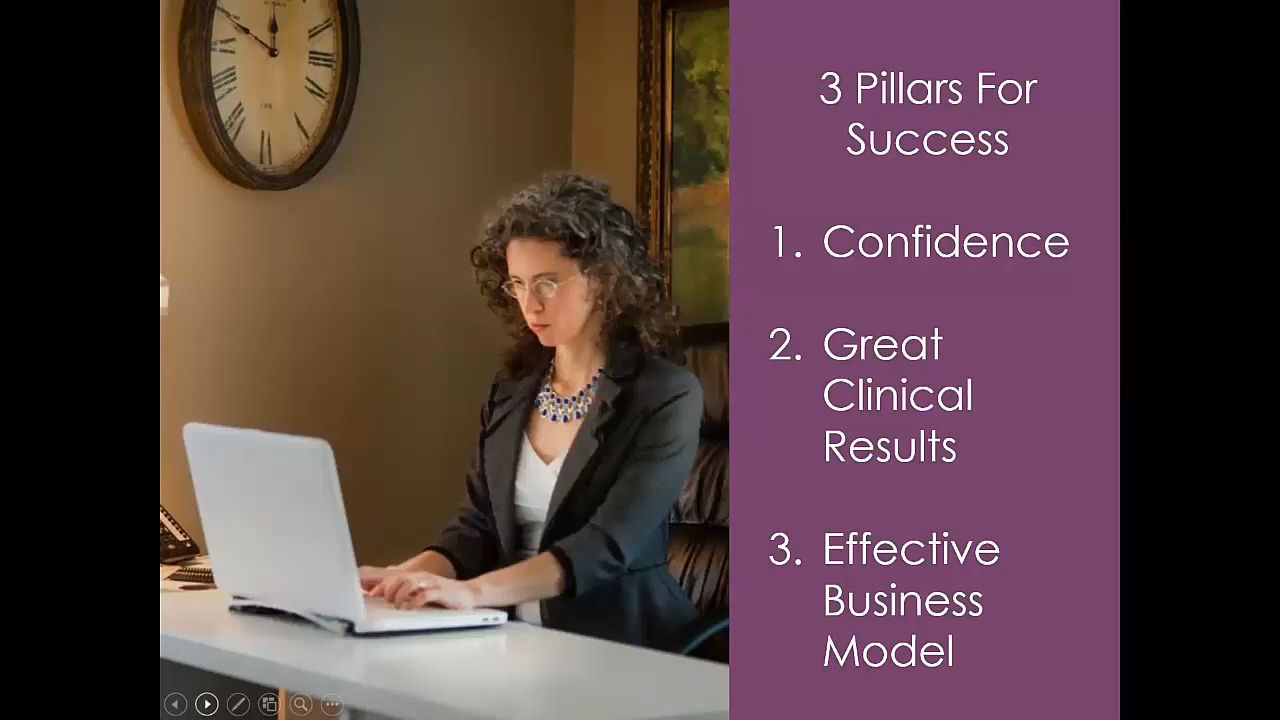 3 Pillars For
Success
1. Confidence
2. Great
Clinical
Results
3. Effective
Business
Model